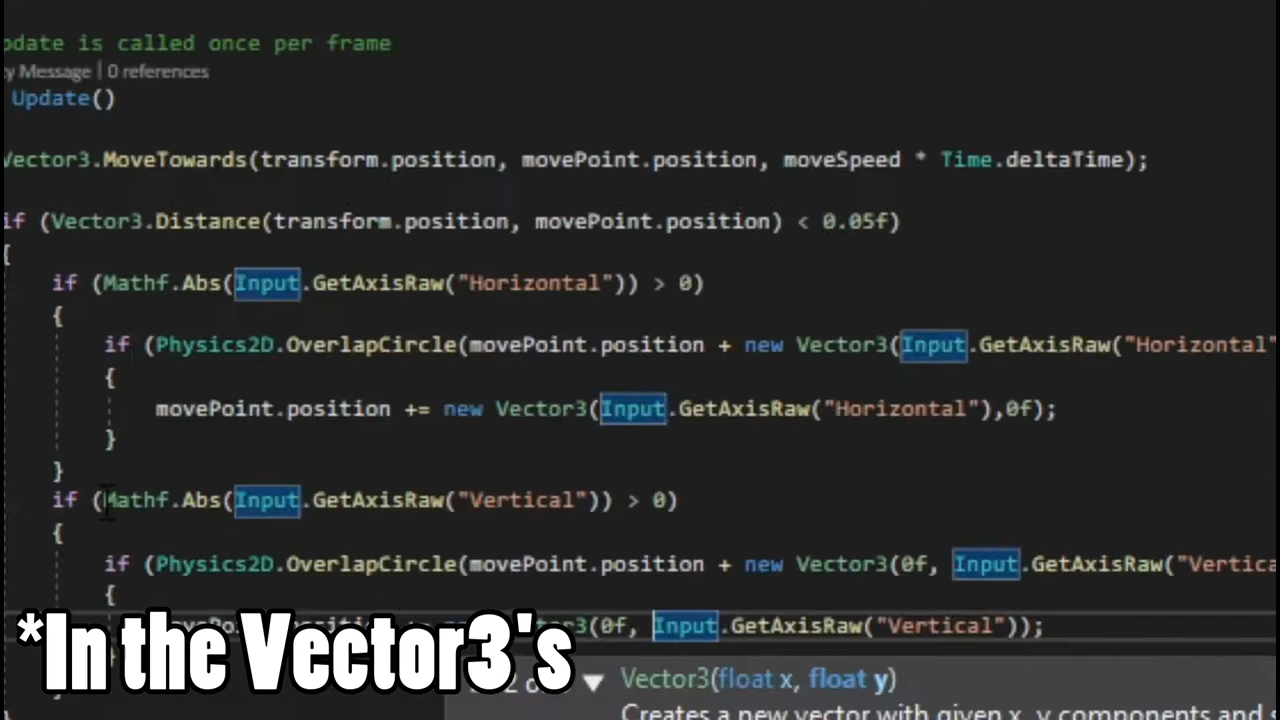 pdate is called once per frame
y Message | 0 references
Update()
Vector3.MoveTowards(transform.position, movePoint.position, moveSpeed * Time.deltaTime);
if (Vector3.Distance(transform.position, movePoint.position) < 0.05f)
{
if (Mathf.Abs(Input.GetAxisRaw("Horizontal")) > 0)
{
if (Physics2D.OverlapCircle(movePoint.position + new Vector3(Input.GetAxisRaw("Horizontal"
{
movePoint.position += new Vector3(Input.GetAxisRaw("Horizontal"),0f);
}
}
if (Mathf.Abs(Input.GetAxisRaw("Vertical")) > 0)
{
if (Physics2D.OverlapCircle(movePoint.position + new Vector3(0f, Input.GetAxisRaw("Vertica
{
3(0f, Input.GetAxisRaw("Vertical"));
*In the Vector3's
Vector3(float x, float y)
Creates a new vector with given x, y components and